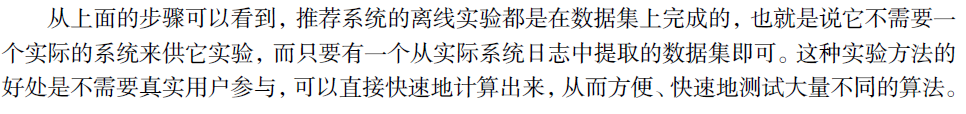 从上面的步骤可以看到，推荐系统的离线实验都是在数据集上完成的，也就是说它不需要一
个实际的系统来供它实验，而只要有一个从实际系统日志中提取的数据集即可。这种实验方法的
好处是不需要真实用户参与，可以直接快速地计算出来，从而方便、快速地测试大量不同的算法。